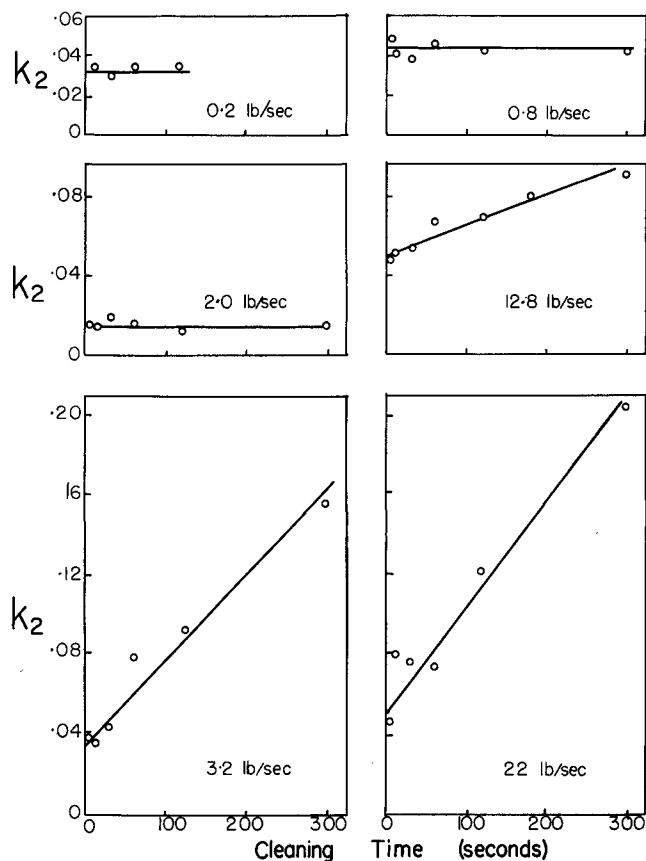 ·06
·04
k2
·02
0
0·2 lb/sec
0·8 lb/sec
·08
k2
·04
0
2·0 lb/sec
12·8 lb/sec
·20
·16
·12
k2
·08
·04
0
3·2 lb/sec
22 lb/sec
0 100 200 300
0 100 200 300
Cleaning Time (seconds)